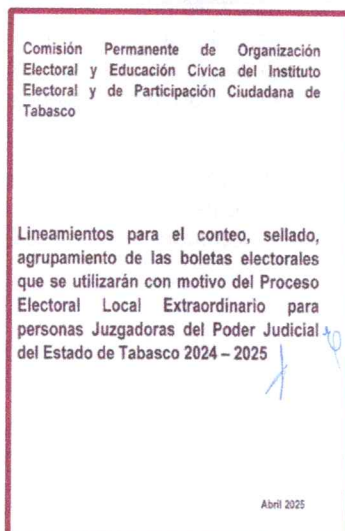 Comisión Permanente de Organización
Electoral y Educación Cívica del Instituto
Electoral y de Participación Ciudadana de
Tabasco
Lineamientos para el conteo, sellado,
agrupamiento de las boletas electorales
que se utilizarán con motivo del Proceso
Electoral Local Extraordinario para
personas Juzgadoras del Poder Judicial
del Estado de Tabasco 2024 – 2025
Abril 2025